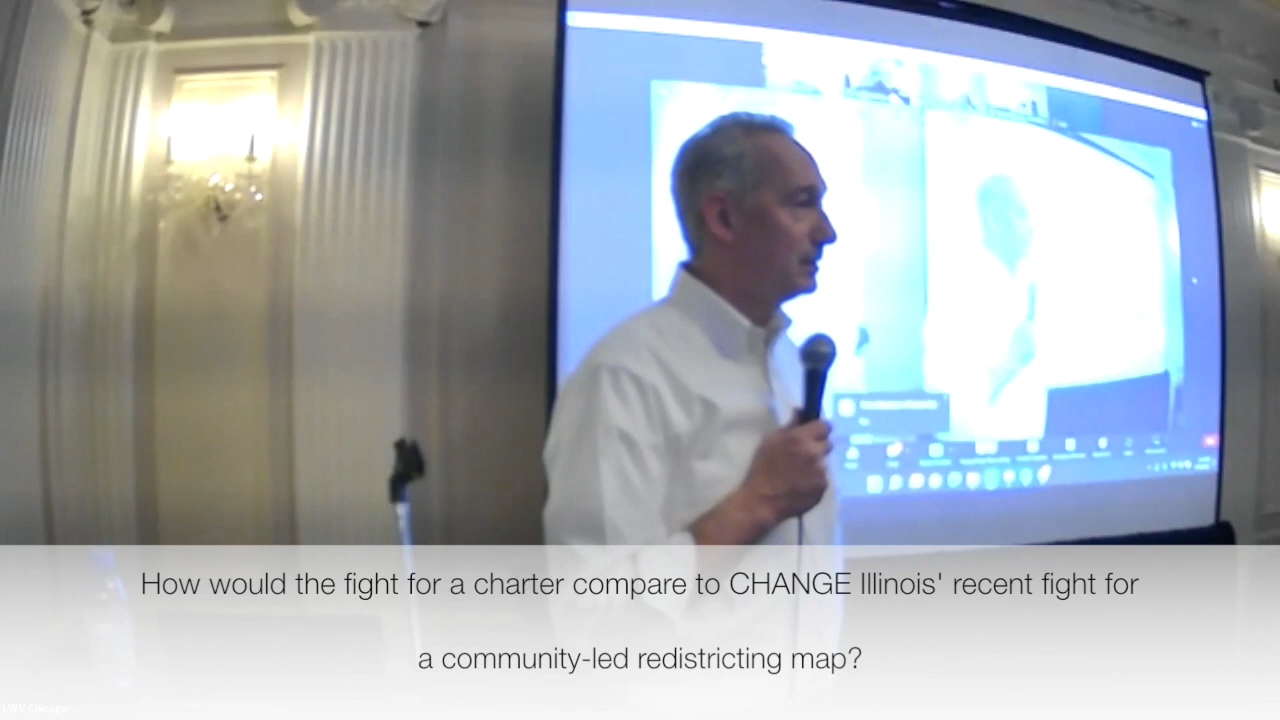 How would the fight for a charter compare to CHANGE Illinois' recent fight for
a community-led redistricting map?
LWV Chicago